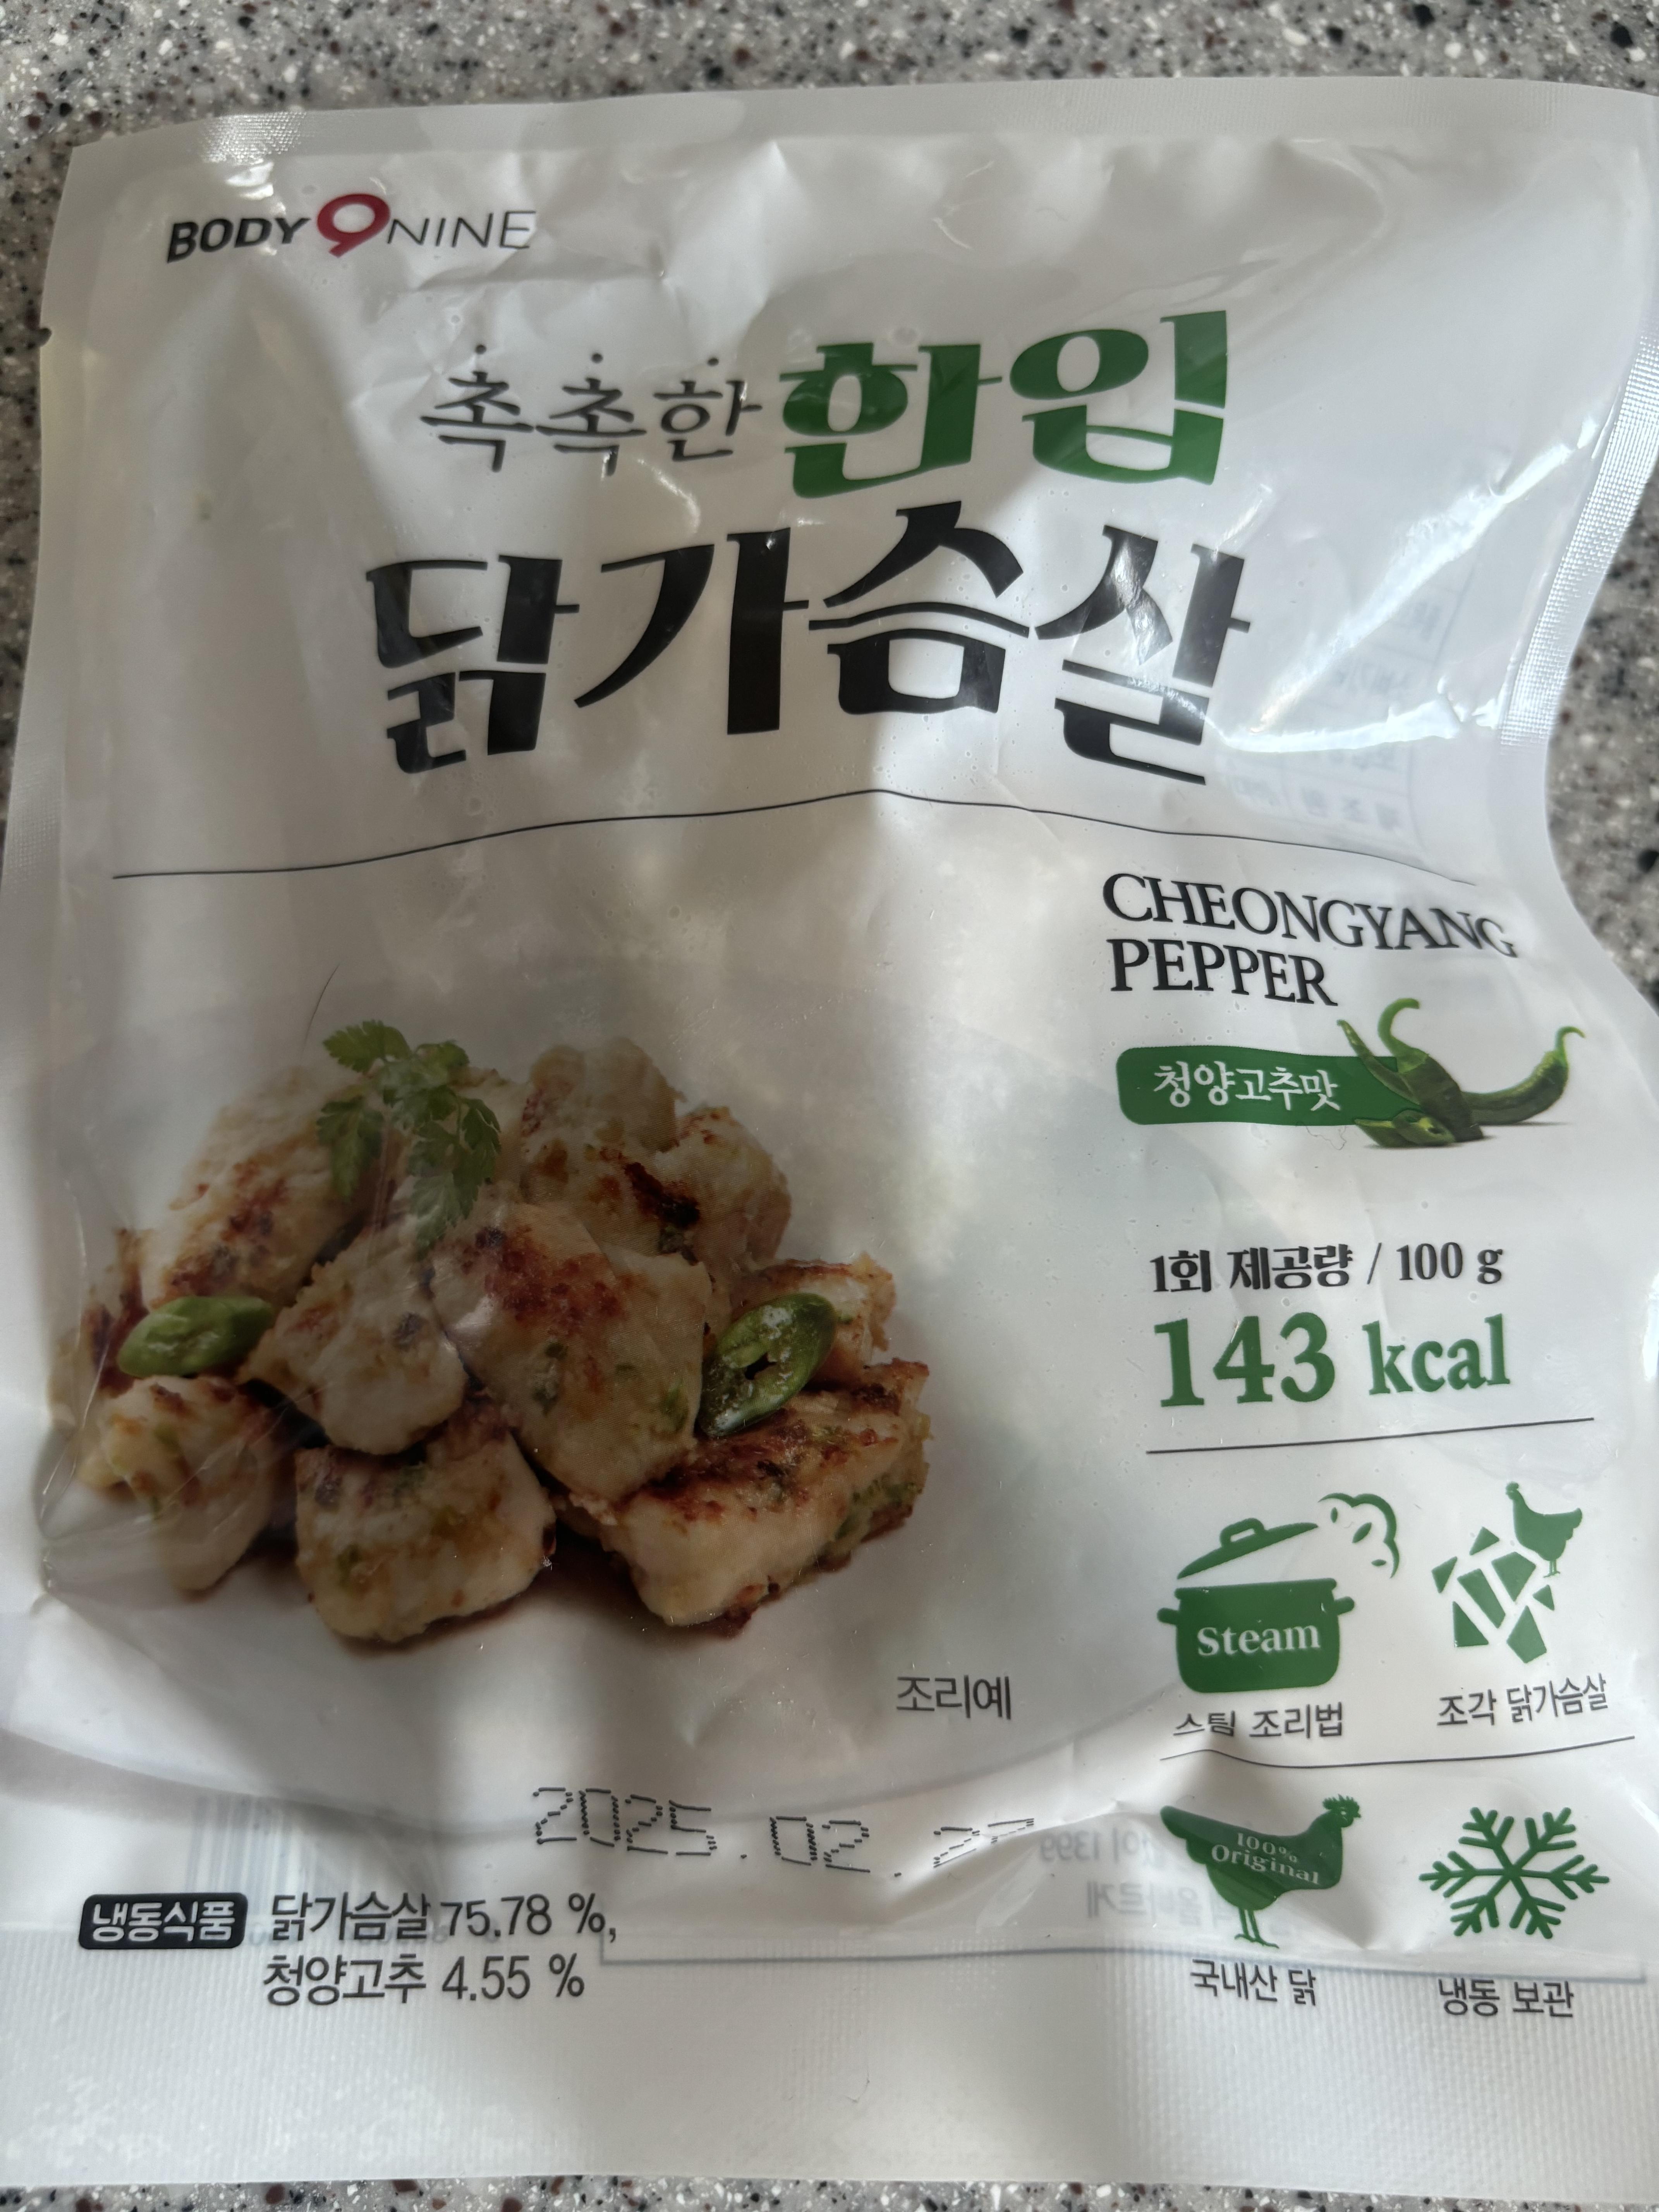 BODY 9 NINE
촉촉한 한입
닭가슴살
CHEONGYANG
PEPPER
청양고추맛
1회 제공량 / 100 g
143 kcal
Steam
스팀 조리법
조각 닭가슴살
조리예
2025.02.
100%
Original
국내산 닭
냉동 보관
냉동식품 닭가슴살 75.78 %,
청양고추 4.55 %